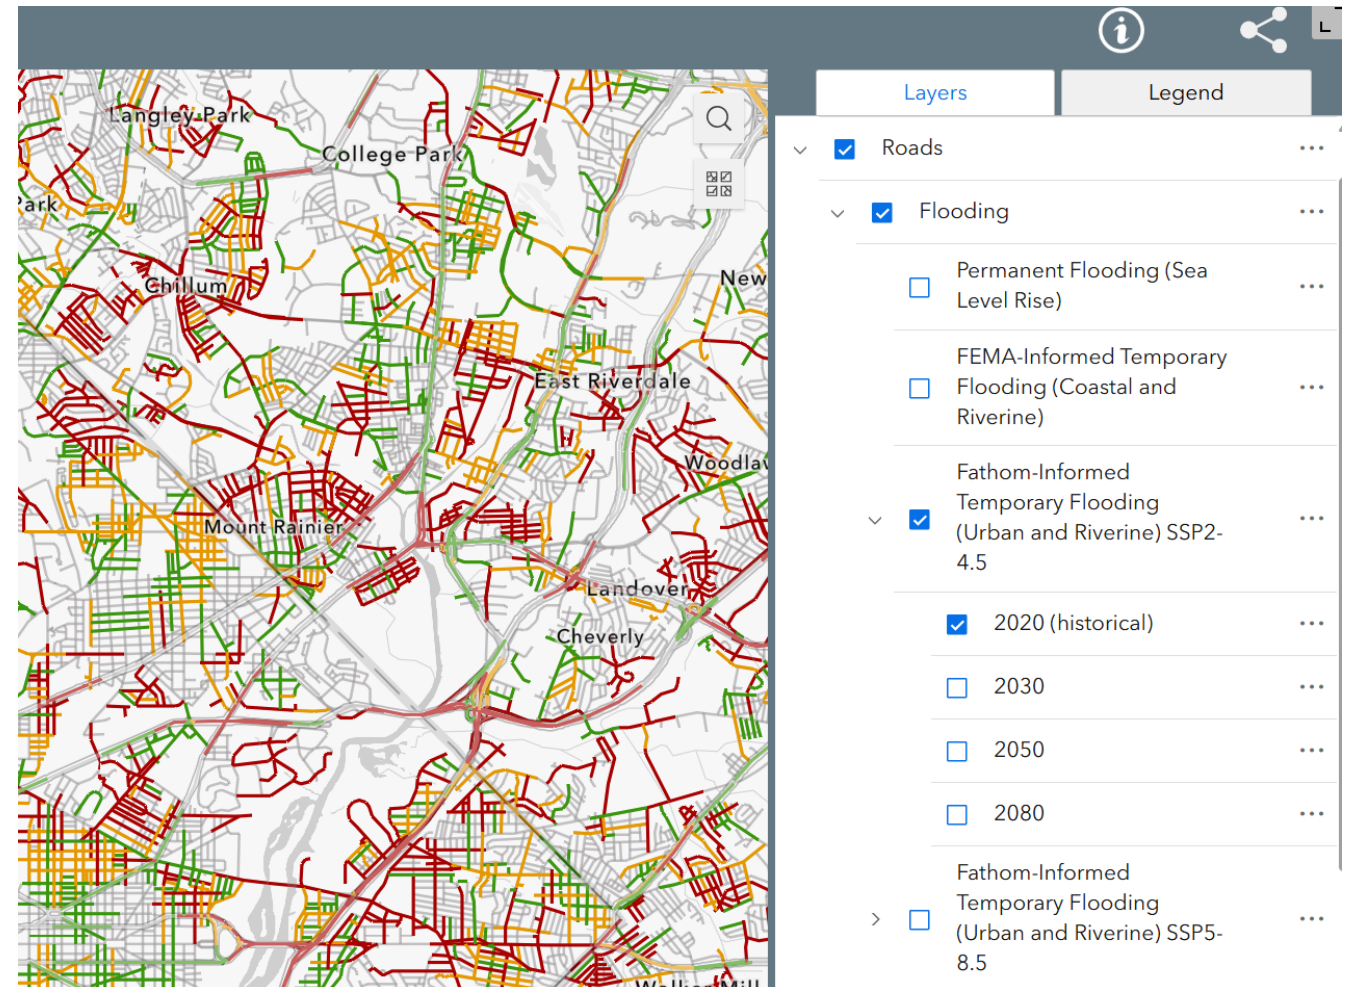 Layers
Legend
Roads
Flooding
Permanent Flooding (Sea
Level Rise)
FEMA-Informed Temporary
Flooding (Coastal and
Riverine)
Fathom-Informed
Temporary Flooding
(Urban and Riverine) SSP2-
4.5
2020 (historical)
2030
2050
2080
Fathom-Informed
Temporary Flooding
(Urban and Riverine) SSP5-
8.5
Langley Park
College Park
Park
Chillum
New
East Riverdale
Woodlaw
Mount Rainier
Landover
Cheverly
Walker Mill